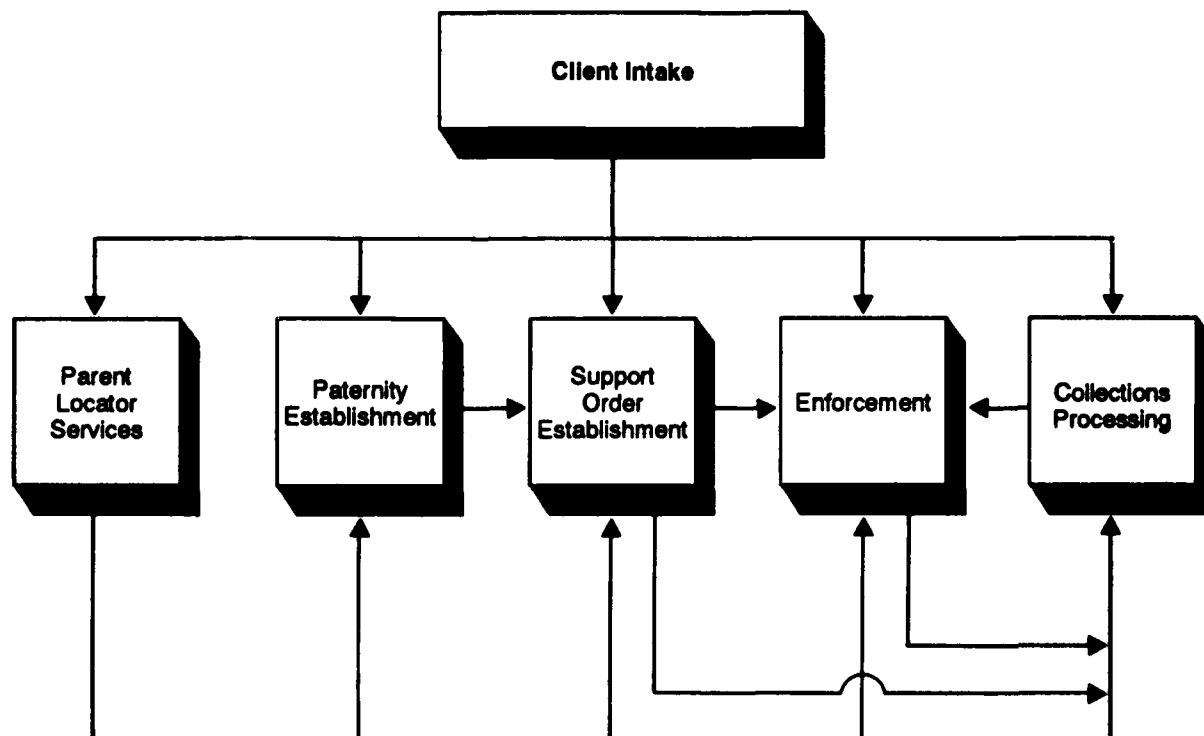 Client Intake
Parent
Locator
Services
Paternity
Establishment
Support
Order
Establishment
Enforcement
Collections
Processing